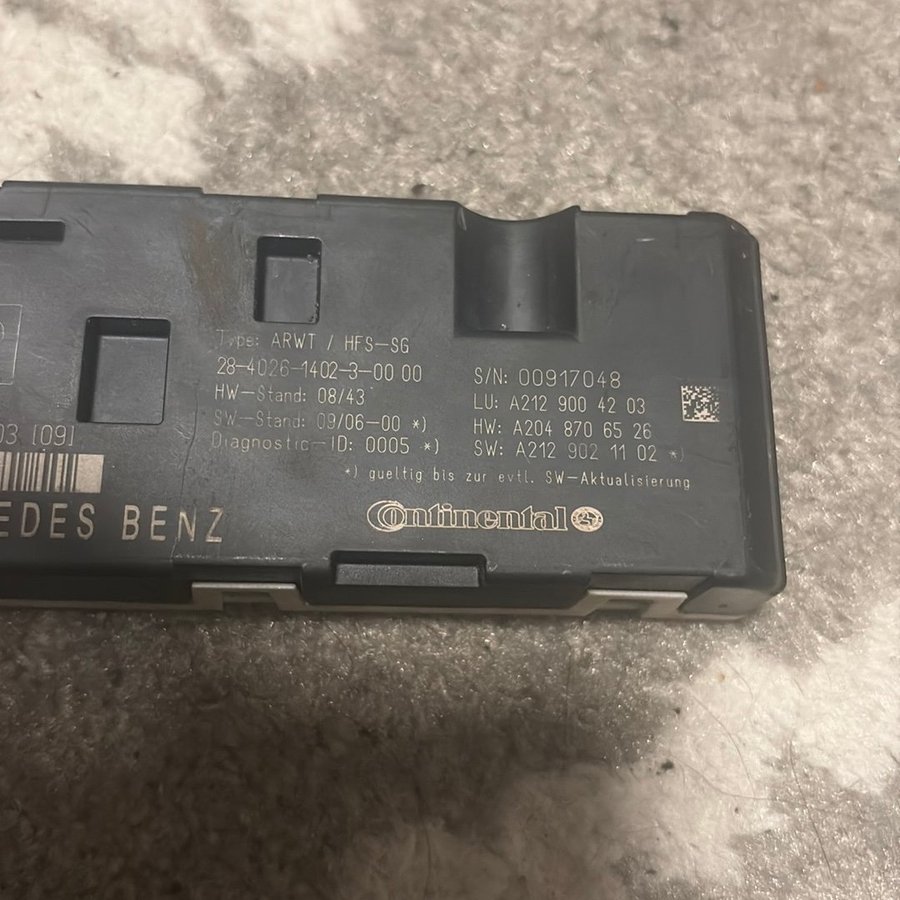 Type: ARWT / HFS-SG
28-4026-1402-3-00 00
HW-Stand: 08/43
SW-Stand: 09/06-00 *)
Diagnostic-ID: 0005 *)
S/N: 00917048
LU: A212 900 42 03
HW: A204 870 65 26
SW: A212 902 11 02 *)
*) gueltig bis zur evtl. SW-Aktualisierung
03 [09]
EDES BENZ
Continental